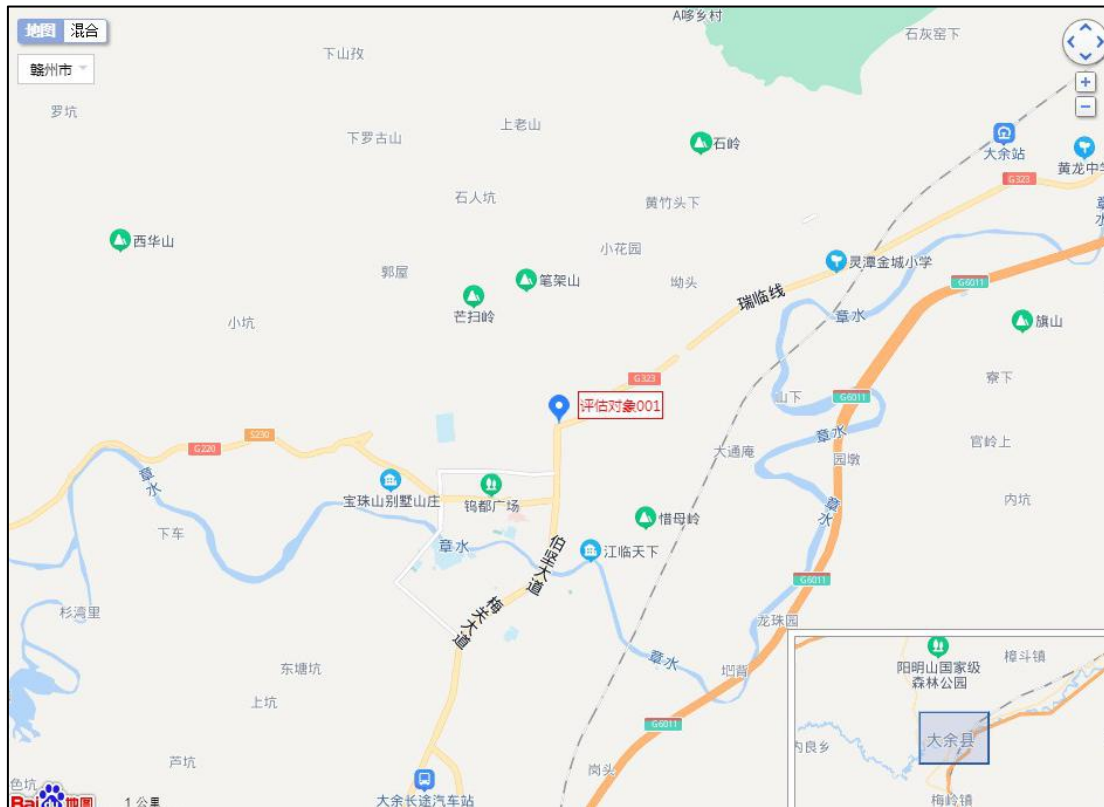 地图 混合
A哆乡村
石灰窑下
下山孜
赣州市
罗坑
上老山
下罗古山
石岭
大余站
黄龙中学
G323
石人坑
黄竹头下
章水
西华山
小花园
郭屋
笔架山
坳头
灵潭金城小学
G6011
瑞临线
芒扫岭
小坑
章水
旗山
G323
寮下
评估对象001
山下
G6011
S230
G220
章水
官岭上
大通庵
园墩
章水
宝珠山别墅山庄
钨都广场
内坑
章水
下车
惜母岭
章水
江临天下
伯坚大道
G6011
梅关大道
杉湾里
龙珠园
东塘坑
章水
凹背
阳明山国家级
森林公园
樟斗镇
上坑
G6011
大余县
内良乡
芦坑
岗头
色坑
大余长途汽车站
梅岭镇
Bai du 地图
1 公里